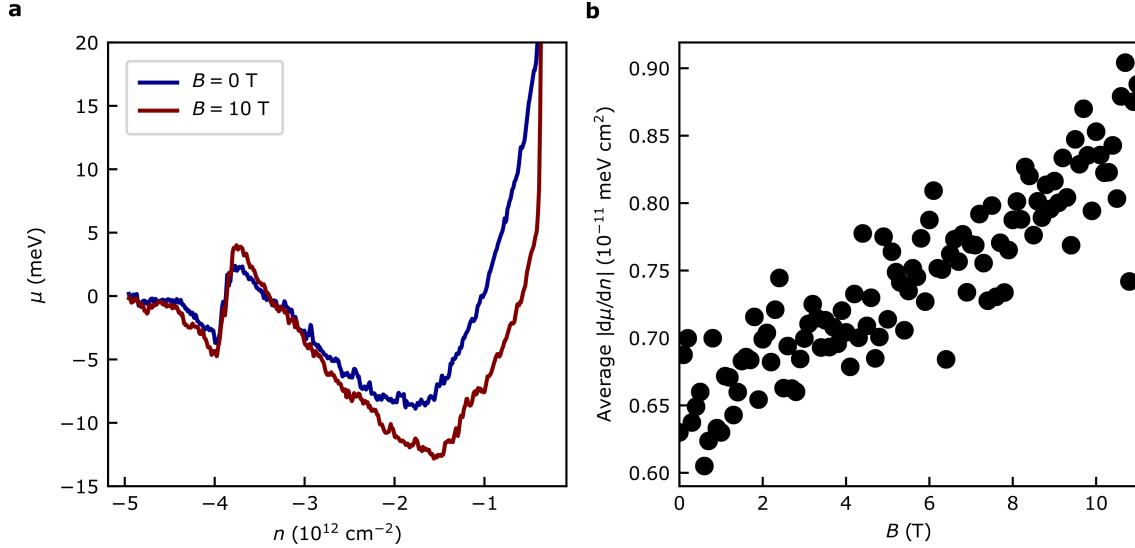 a
20
15
10
5
0
−5
−10
−15
μ (meV)
B = 0 T
B = 10 T
−5 −4 −3 −2 −1
n (10¹² cm⁻²)
b
0.90
0.85
0.80
0.75
0.70
0.65
0.60
Average |dμ/dn| (10⁻¹¹ meV cm²)
0 2 4 6 8 10
B (T)